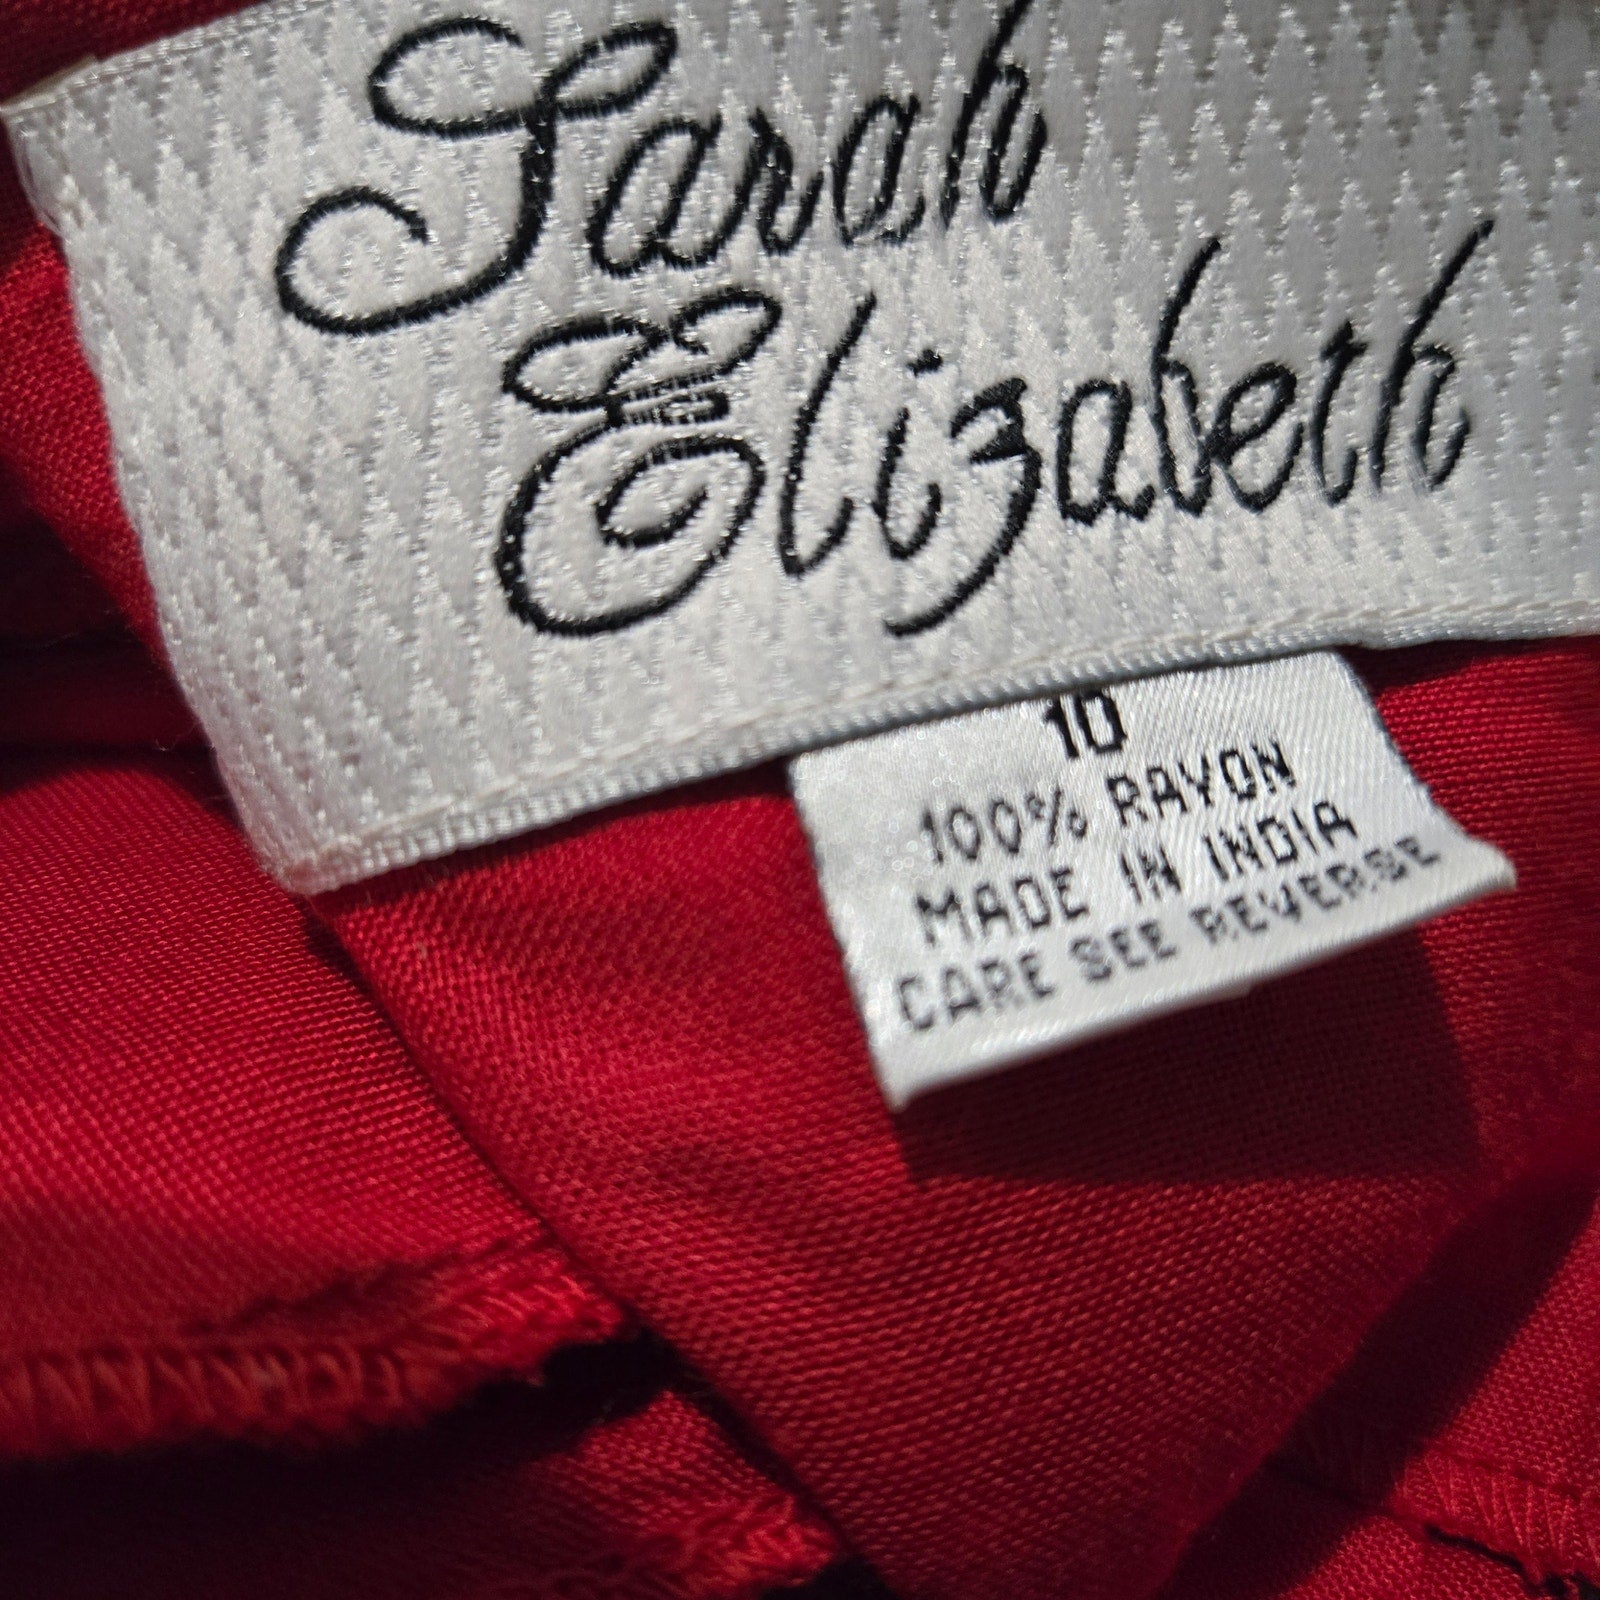 Sarah
Elizabeth
10
100% RAYON
MADE IN INDIA
CARE SEE REVERSE